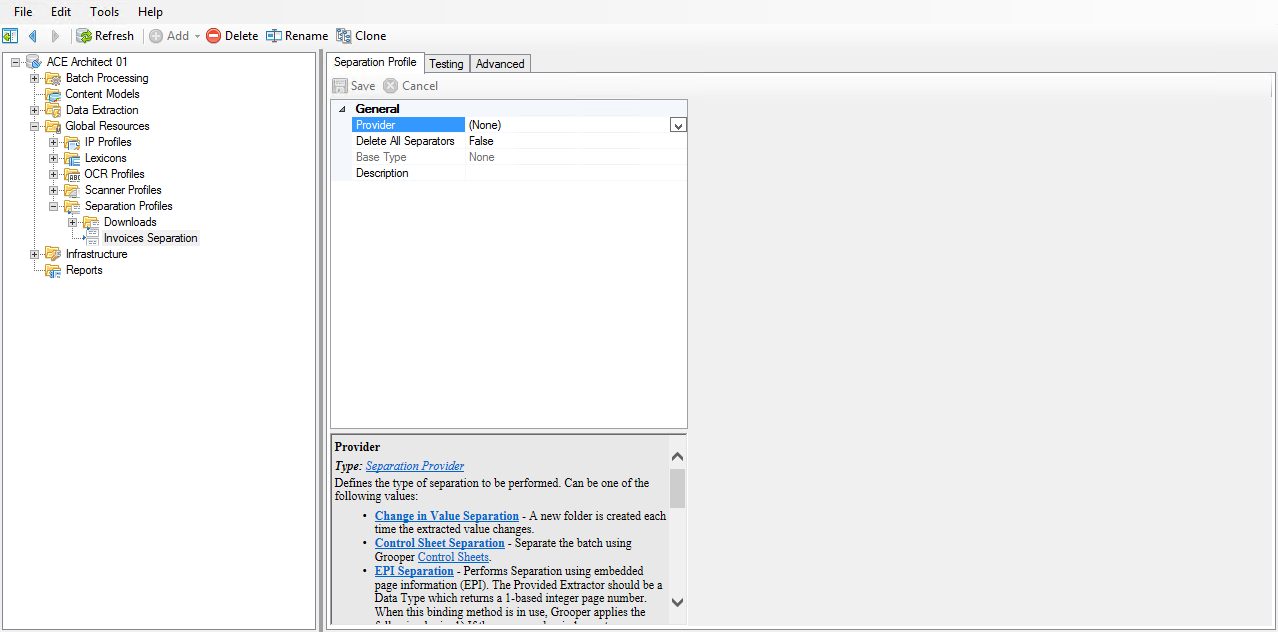 File Edit Tools Help
Refresh Add Delete Rename Clone
ACE Architect 01
Batch Processing
Content Models
Data Extraction
Global Resources
IP Profiles
Lexicons
OCR Profiles
Scanner Profiles
Separation Profiles
Downloads
Invoices Separation
Infrastructure
Reports
Separation Profile Testing Advanced
Save Cancel
General
Provider (None)
Delete All Separators False
Base Type None
Description
Provider
Type: Separation Provider
Defines the type of separation to be performed. Can be one of the
following values:
• Change in Value Separation - A new folder is created each
time the extracted value changes.
• Control Sheet Separation - Separate the batch using
Grooper Control Sheets.
• EPI Separation - Performs Separation using embedded
page information (EPI). The Provided Extractor should be a
Data Type which returns a 1-based integer page number.
When this binding method is in use, Grooper applies the